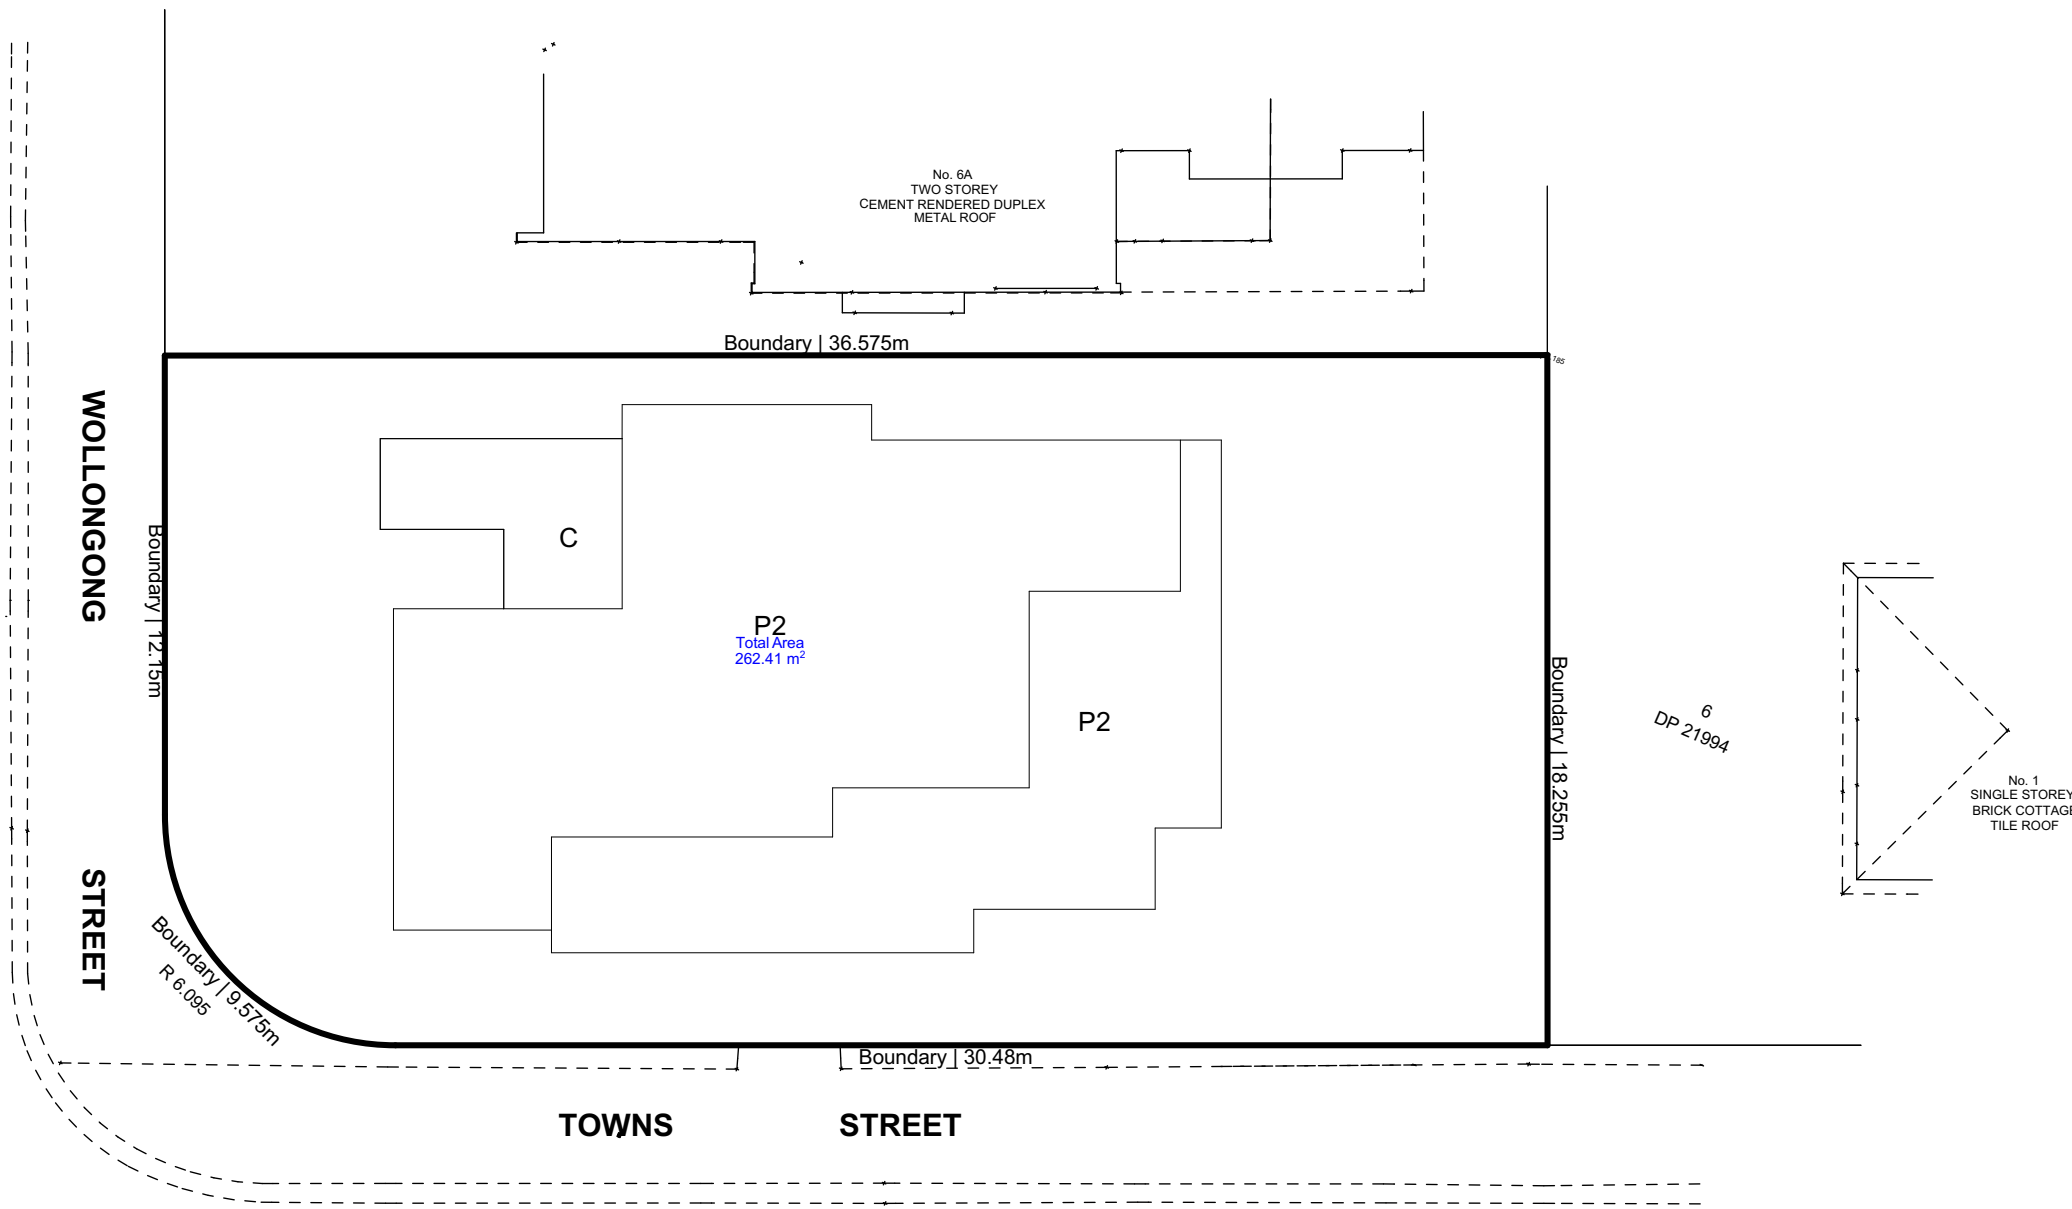 No. 6A
TWO STOREY
CEMENT RENDERED DUPLEX
METAL ROOF
Boundary | 36.575m
185
WOLLONGONG
STREET
Boundary | 12.15m
C
P2
Total Area
262.41 m²
P2
Boundary | 18.255m
6
DP 21994
No. 1
SINGLE STOREY
BRICK COTTAGE
TILE ROOF
Boundary | 9.575m
R 6.095
Boundary | 30.48m
TOWNS STREET